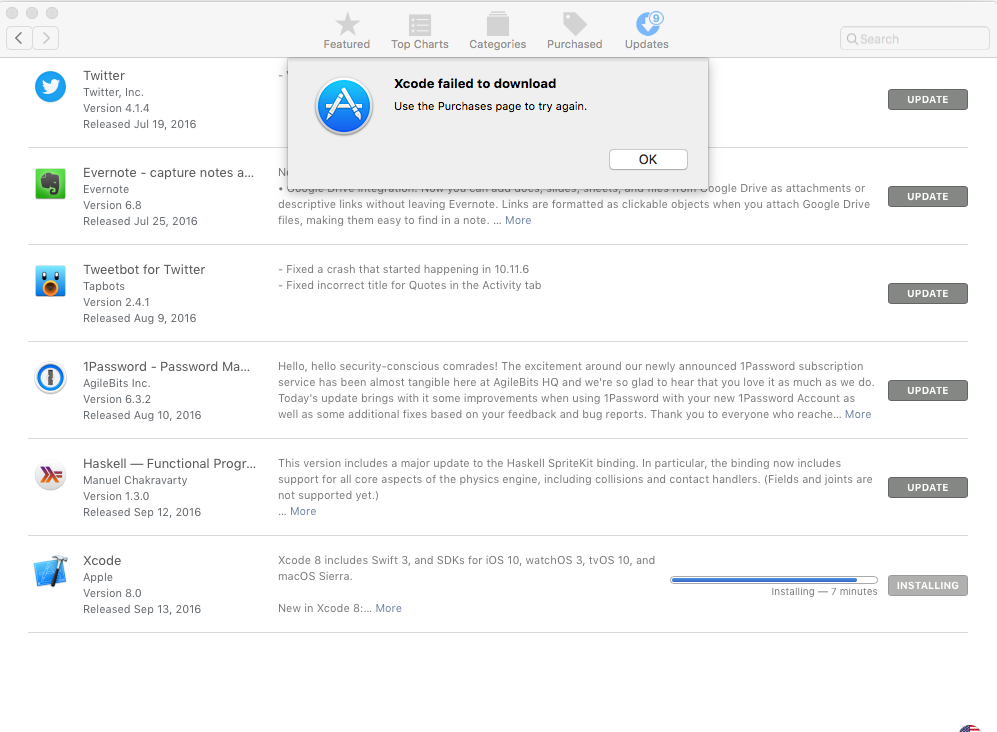 9
Featured
Top Charts
Categories
Purchased
Updates
Search
Xcode failed to download
Use the Purchases page to try again.
OK
Twitter
Twitter, Inc.
Version 4.1.4
Released Jul 19, 2016
UPDATE
Evernote - capture notes a...
Evernote
Version 6.8
Released Jul 25, 2016
• Google Drive integration: Now you can add docs, slides, sheets, and files from Google Drive as attachments or
descriptive links without leaving Evernote. Links are formatted as clickable objects when you attach Google Drive
files, making them easy to find in a note. ... More
UPDATE
Tweetbot for Twitter
Tapbots
Version 2.4.1
Released Aug 9, 2016
- Fixed a crash that started happening in 10.11.6
- Fixed incorrect title for Quotes in the Activity tab
UPDATE
1Password - Password Ma...
AgileBits Inc.
Version 6.3.2
Released Aug 10, 2016
Hello, hello security-conscious comrades! The excitement around our newly announced 1Password subscription
service has been almost tangible here at AgileBits HQ and we're so glad to hear that you love it as much as we do.
Today's update brings with it some improvements when using 1Password with your new 1Password Account as
well as some additional fixes based on your feedback and bug reports. Thank you to everyone who reache... More
UPDATE
Haskell — Functional Progr...
Manuel Chakravarty
Version 1.3.0
Released Sep 12, 2016
This version includes a major update to the Haskell SpriteKit binding. In particular, the binding now includes
support for all core aspects of the physics engine, including collisions and contact handlers. (Fields and joints are
not supported yet.)
... More
UPDATE
Xcode
Apple
Version 8.0
Released Sep 13, 2016
Xcode 8 includes Swift 3, and SDKs for iOS 10, watchOS 3, tvOS 10, and
macOS Sierra.
New in Xcode 8:... More
Installing — 7 minutes
INSTALLING